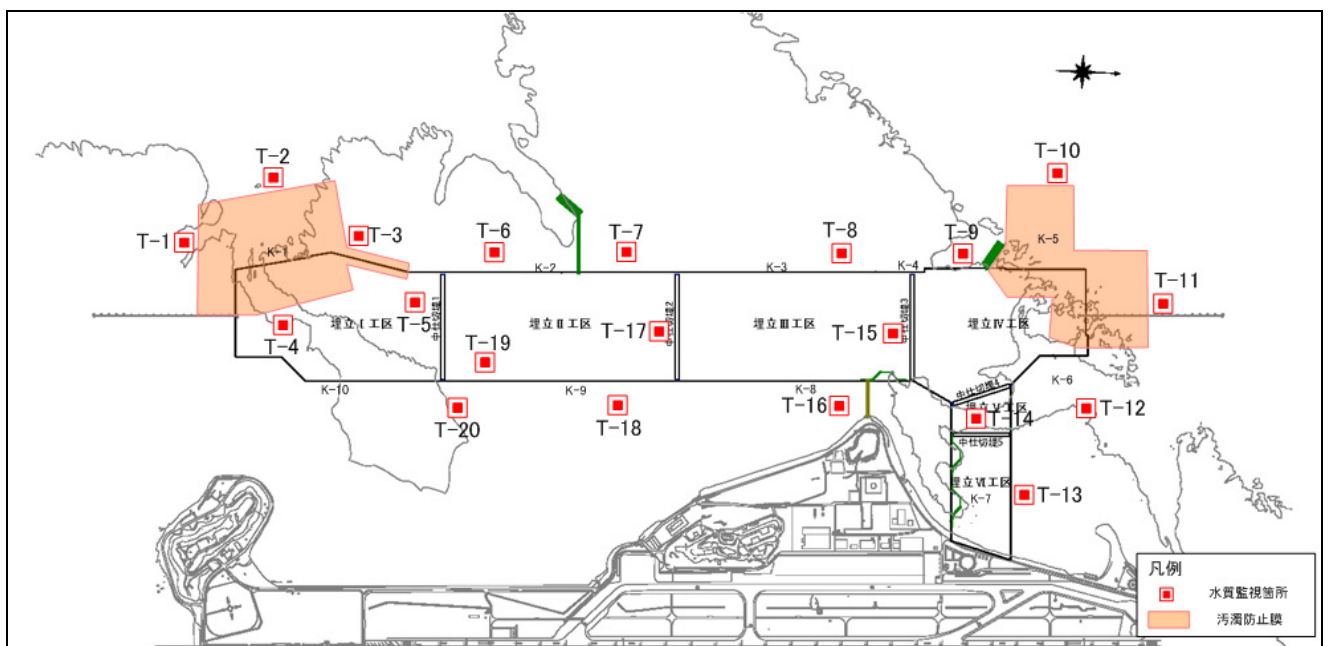 T-10
T-2
T-1
T-3
K-1
T-6
T-7
T-8
T-9
K-5
K-2
K-3
K-4
T-11
T-5
中仕切堤1
中仕切堤2
中仕切堤3
埋立Ⅰ工区
埋立Ⅱ工区
埋立Ⅲ工区
埋立Ⅳ工区
T-4
T-17
T-15
T-19
K-10
K-9
K-8
K-6
中仕切堤4
埋立Ⅴ工区
T-20
T-18
T-16
T-14
T-12
中仕切堤5
埋立Ⅵ工区
K-7
T-13
凡例
水質監視箇所
汚濁防止膜